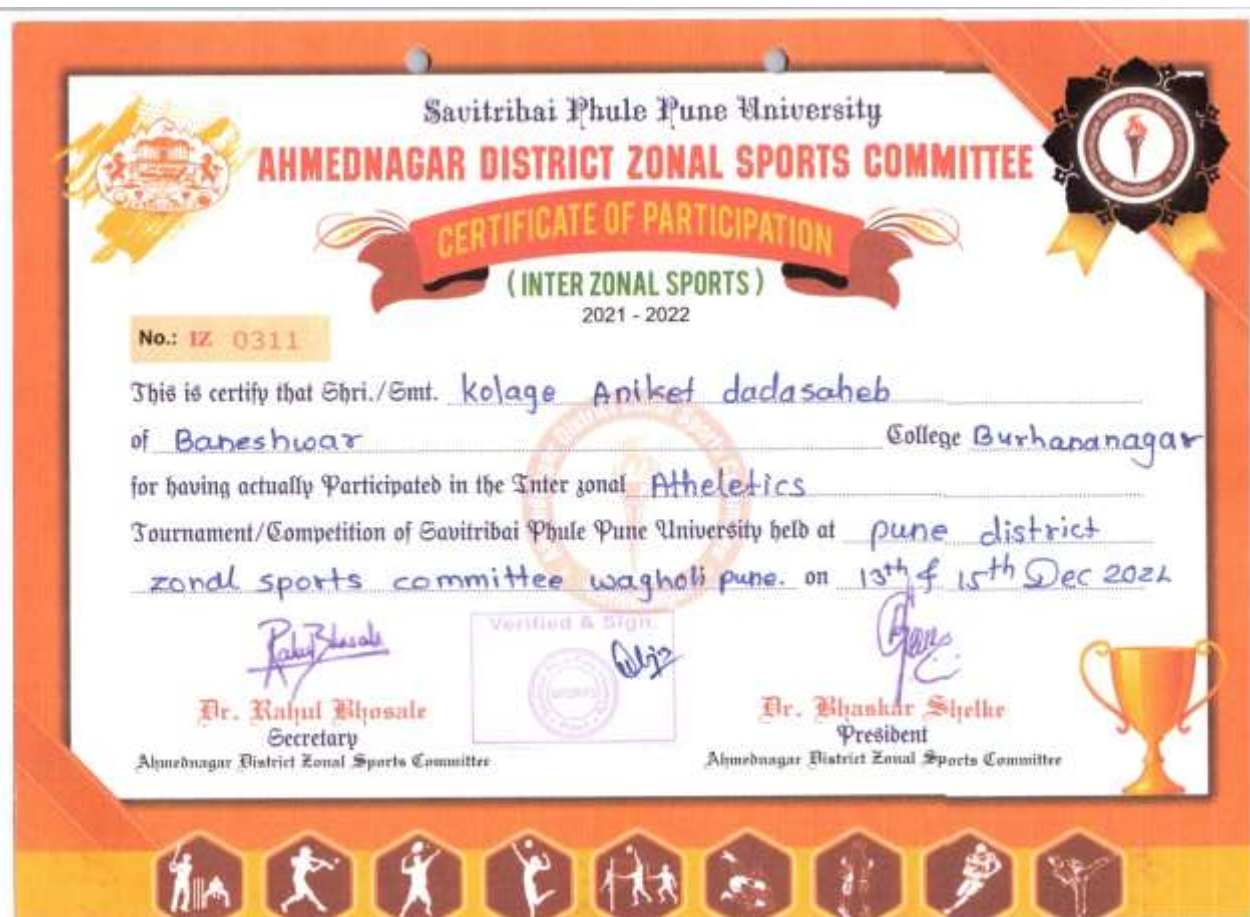 Savitribai Phule Pune University
AHMEDNAGAR DISTRICT ZONAL SPORTS COMMITTEE
CERTIFICATE OF PARTICIPATION
( INTER ZONAL SPORTS )
2021 - 2022
No.: IZ 0311
This is certify that Shri./Smt. Kolage Aniket dadasaheb
of Baneshwar College Burhananagar
for having actually Participated in the Inter zonal Atheletics
Tournament/Competition of Savitribai Phule Pune University held at pune district
zonal sports committee wagholi pune. on 13th & 15th Dec
Verified & Sign.
SPORTS
Dr. Rahul Bhosale
Secretary
Ahmednagar District Zonal Sports Committee
Dr. Bhaskar Shelke
President
Ahmednagar District Zonal Sports Committee